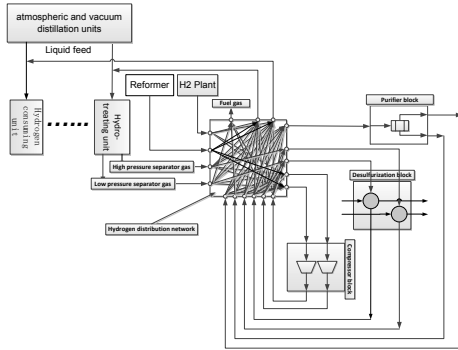 atmospheric and vacuum
distillation units
Liquid feed
Reformer
H2 Plant
Fuel gas
Purifier block
Hydrogen
consuming
unit
Hydro-
treating unit
High pressure separator gas
Low pressure separator gas
Desulfurization block
Hydrogen distribution network
Compressor block